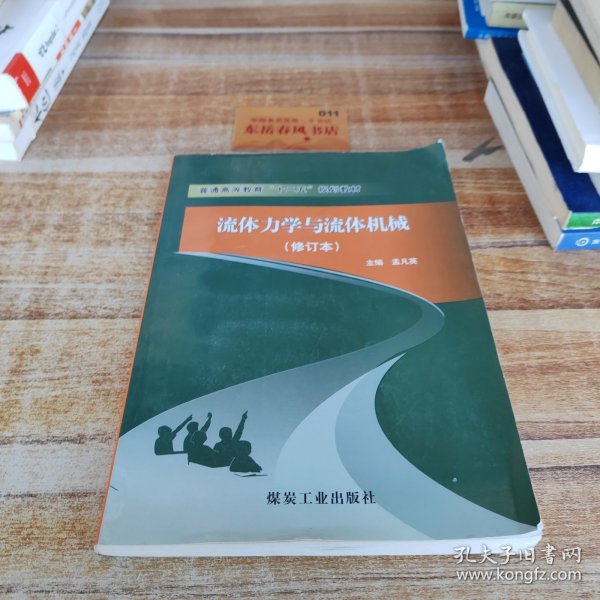 011
东岳春风书店
普通高等教育“十二五”规划教材
流体力学与流体机械
(修订本)
主编 孟凡英
煤炭工业出版社
孔夫子旧书网
www.kongfz.com